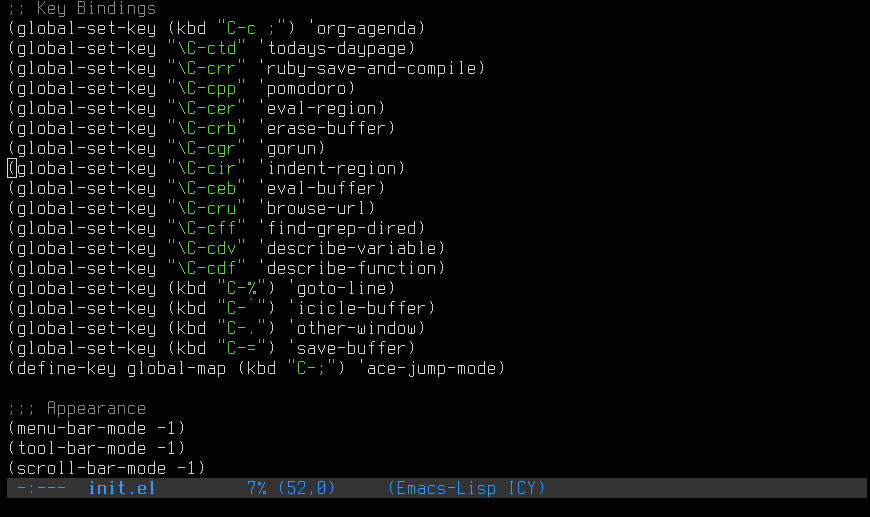 ;; Key Bindings
(global-set-key (kbd "C-c ;") 'org-agenda)
(global-set-key "\C-ctd" 'todays-daypage)
(global-set-key "\C-crr" 'ruby-save-and-compile)
(global-set-key "\C-cpp" 'pomodoro)
(global-set-key "\C-cer" 'eval-region)
(global-set-key "\C-crb" 'erase-buffer)
(global-set-key "\C-cgr" 'gorun)
(global-set-key "\C-cir" 'indent-region)
(global-set-key "\C-ceb" 'eval-buffer)
(global-set-key "\C-cru" 'browse-url)
(global-set-key "\C-cff" 'find-grep-dired)
(global-set-key "\C-cdv" 'describe-variable)
(global-set-key "\C-cdf" 'describe-function)
(global-set-key (kbd "C-%") 'goto-line)
(global-set-key (kbd "C-`") 'icicle-buffer)
(global-set-key (kbd "C-.") 'other-window)
(global-set-key (kbd "C-=") 'save-buffer)
(define-key global-map (kbd "C-;") 'ace-jump-mode)

;;; Appearance
(menu-bar-mode -1)
(tool-bar-mode -1)
(scroll-bar-mode -1)
-:--- init.el 7% (52,0) (Emacs-Lisp ICY)